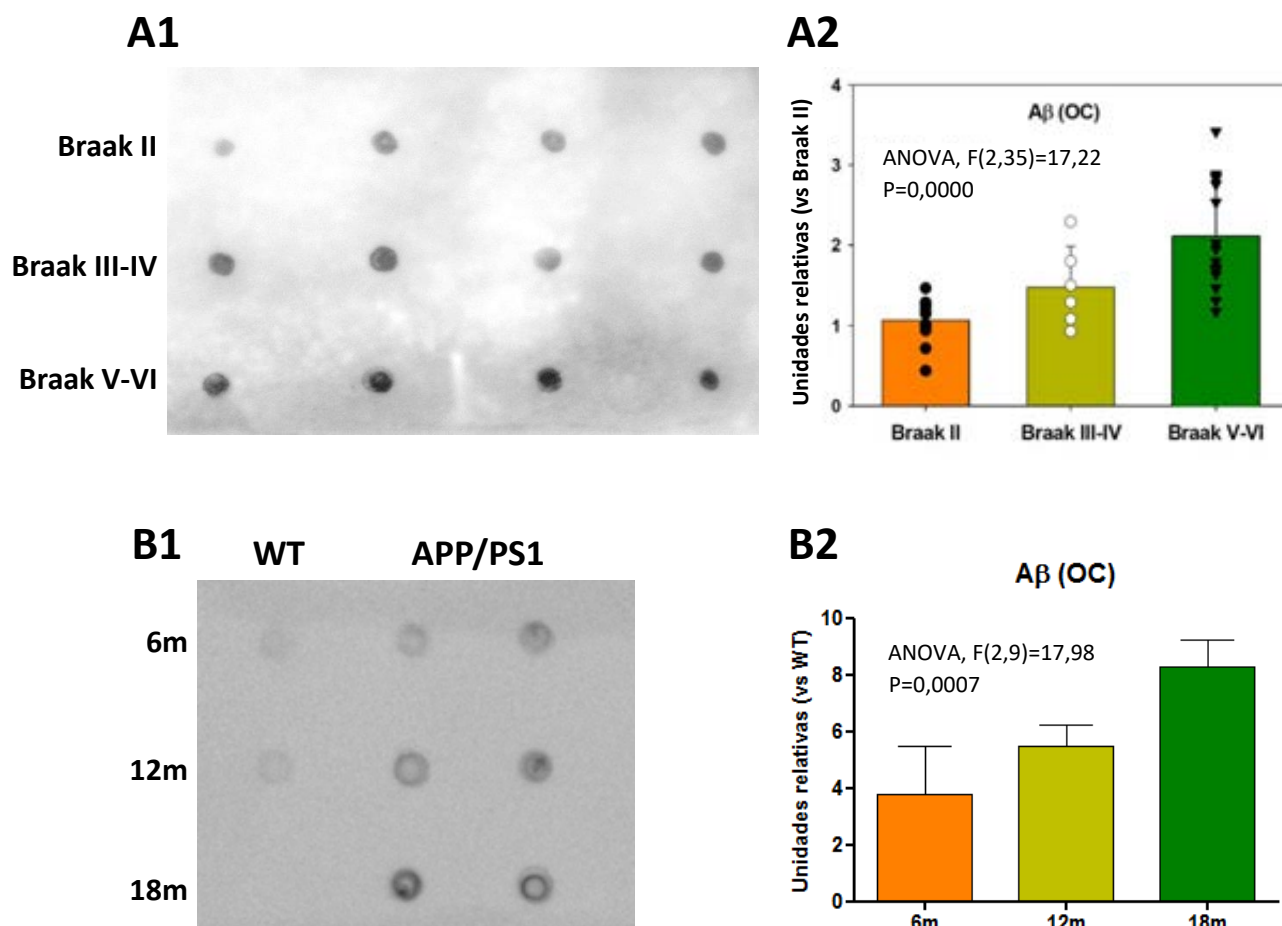 A1
Braak II
Braak III-IV
Braak V-VI
A2
Aβ (OC)
ANOVA, F(2,35)=17,22
P=0,0000
Unidades relativas (vs Braak II)
4
3
2
1
0
Braak II Braak III-IV Braak V-VI
B1
WT APP/PS1
6m
12m
18m
B2
Aβ (OC)
ANOVA, F(2,9)=17,98
P=0,0007
Unidades relativas (vs WT)
10
8
6
4
2
0
6m 12m 18m